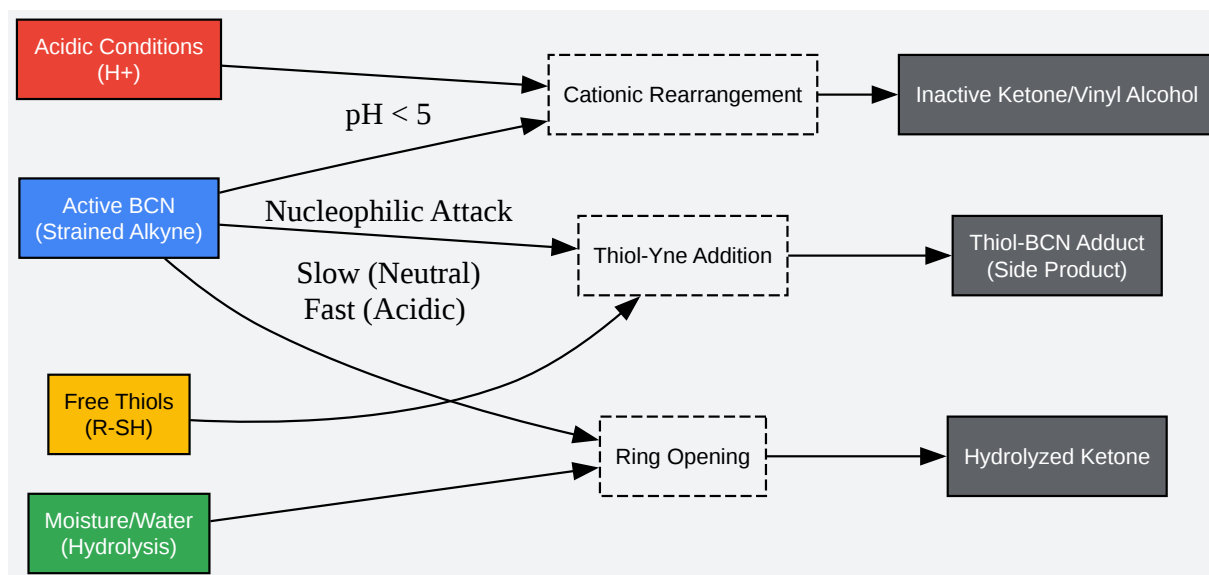 Acidic Conditions
(H+)
Cationic Rearrangement
Inactive Ketone/Vinyl Alcohol
pH < 5
Active BCN
(Strained Alkyne)
Nucleophilic Attack
Thiol-Yne Addition
Thiol-BCN Adduct
(Side Product)
Slow (Neutral)
Fast (Acidic)
Free Thiols
(R-SH)
Ring Opening
Hydrolyzed Ketone
Moisture/Water
(Hydrolysis)